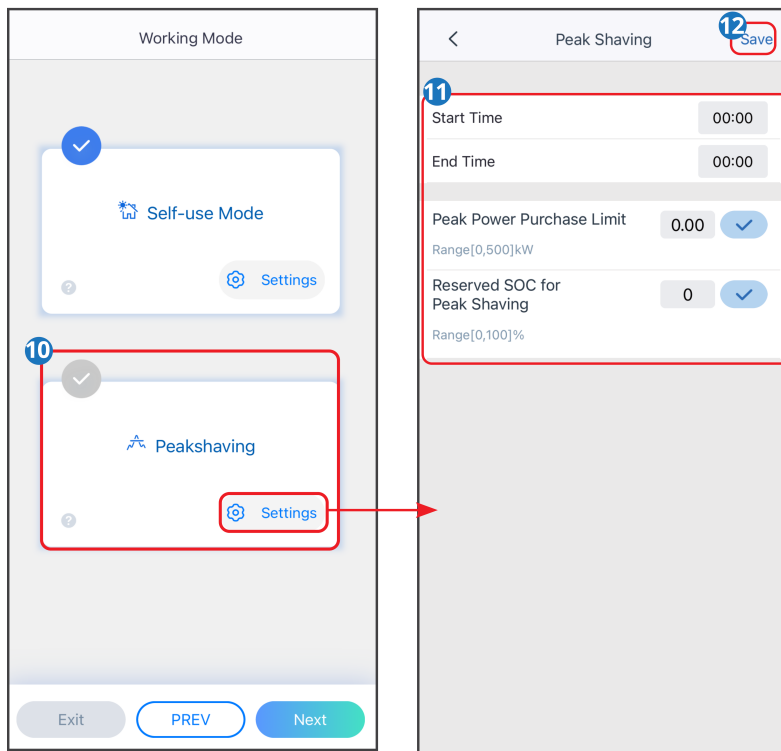 Working Mode
Self-use Mode
?
Settings
10
Peakshaving
?
Settings
Exit
PREV
Next
Peak Shaving
12
Save
11
Start Time
00:00
End Time
00:00
Peak Power Purchase Limit
0.00
Range[0,500]kW
Reserved SOC for
Peak Shaving
0
Range[0,100]%